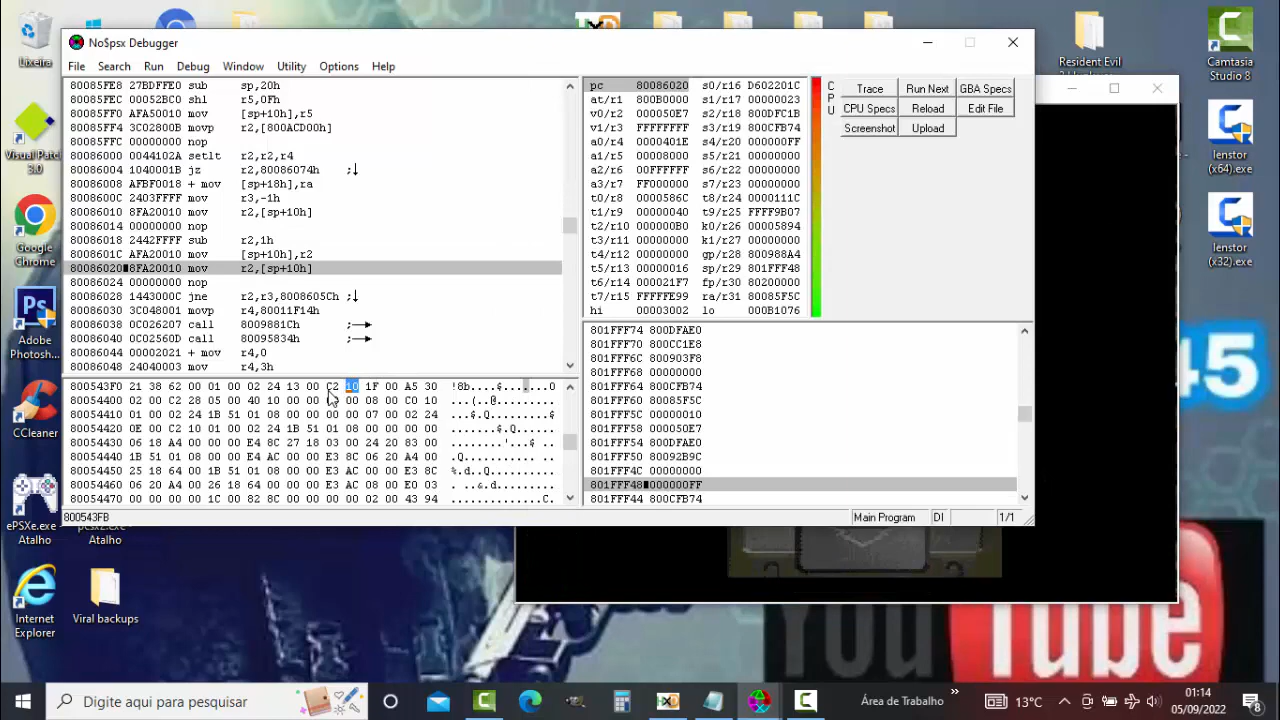 Lixeira
Visual Patch 3.0
Google Chrome
Adobe Photosh...
CCleaner
ePSXe.exe - Atalho
pcsx2.exe - Atalho
Internet Explorer
Viral backups
Resident Evil
Camtasia Studio 8
lenstor (x64).exe
lenstor (x32).exe
45
YOU Tube
No$psx Debugger
File Search Run Debug Window Utility Options Help
80085FE8 27BDFFE0 sub sp,20h
80085FEC 00052BC0 shl r5,0Fh
80085FF0 AFA50010 mov [sp+10h],r5
80085FF4 3C02800B movp r2,[800ACD00h]
80085FFC 00000000 nop
80086000 0044102A setlt r2,r2,r4
80086004 1040001B jz r2,80086074h ;↓
80086008 AFBF0018 + mov [sp+18h],ra
8008600C 2403FFFF mov r3,-1h
80086010 8FA20010 mov r2,[sp+10h]
80086014 00000000 nop
80086018 2442FFFF sub r2,1h
8008601C AFA20010 mov [sp+10h],r2
80086020 8FA20010 mov r2,[sp+10h]
80086024 00000000 nop
80086028 1443000C jne r2,r3,8008605Ch ;↓
80086030 3C048001 movp r4,80011F14h
80086038 0C026207 call 8009881Ch ;→
80086040 0C02560D call 80095834h ;→
80086044 00002021 + mov r4,0
80086048 24040003 mov r4,3h
pc 80086020 s0/r16 D602201C
at/r1 800B0000 s1/r17 00000023
v0/r2 000050E7 s2/r18 800DFC1B
v1/r3 FFFFFFFF s3/r19 800CFB74
a0/r4 0000401E s4/r20 000000FF
a1/r5 00008000 s5/r21 00000000
a2/r6 00FFFFFF s6/r22 00000000
a3/r7 FF000000 s7/r23 00000000
t0/r8 0000586C t8/r24 0000111C
t1/r9 00000040 t9/r25 FFFF9B07
t2/r10 000000B0 k0/r26 00005894
t3/r11 00000000 k1/r27 00000000
t4/r12 00000000 gp/r28 800988A4
t5/r13 00000016 sp/r29 801FFF48
t6/r14 000021F7 fp/r30 80200000
t7/r15 FFFFFE99 ra/r31 80085F5C
hi 00003002 lo 000B1076
C
P
U
Trace Run Next GBA Specs
CPU Specs Reload Edit File
Screenshot Upload
800543F0 21 38 62 00 01 00 02 24 13 00 C2 10 1F 00 A5 30 !8b....$.......0
80054400 02 00 C2 28 05 00 40 10 00 00 00 00 08 00 C0 10
80054410 01 00 02 24 1B 51 01 08 00 00 00 00 07 00 02 24
80054420 0E 00 C2 10 01 00 02 24 1B 51 01 08 00 00 00 00
80054430 06 18 A4 00 00 00 E4 8C 27 18 03 00 24 20 83 00
80054440 1B 51 01 08 00 00 E4 AC 00 00 E3 8C 06 20 A4 00
80054450 25 18 64 00 1B 51 01 08 00 00 E3 AC 00 00 E3 8C
80054460 06 20 A4 00 26 18 64 00 00 00 E3 AC 08 00 E0 03
80054470 00 00 00 00 1C 00 82 8C 00 00 00 00 02 00 43 94
801FFF74 800DFAE0
801FFF70 800CC1E8
801FFF6C 800903F8
801FFF68 00000000
801FFF64 800CFB74
801FFF60 80085F5C
801FFF5C 00000010
801FFF58 000050E7
801FFF54 800DFAE0
801FFF50 80092B9C
801FFF4C 00000000
801FFF48 000000FF
801FFF44 800CFB74
800543FB
Main Program DI 1/1
Digite aqui para pesquisar
Área de Trabalho
13°C
01:14
05/09/2022
8